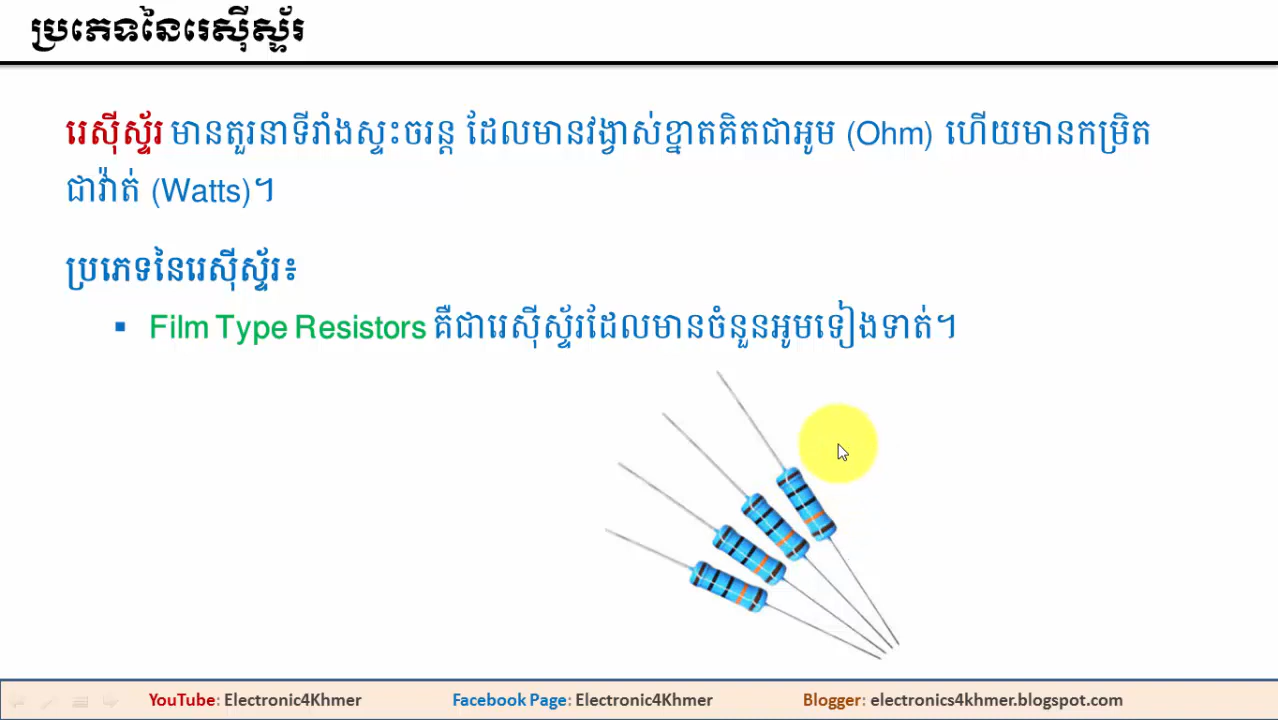 ប្រភេទនៃរេស៊ីស្ទ័រ
រេស៊ីស្ទ័រ មានតួរនាទីរាំងស្ទះចរន្ត ដែលមានរង្វាស់ខ្នាតគិតជាអូម (Ohm) ហើយមានកម្រិត
ជាវ៉ាត់ (Watts)។
ប្រភេទនៃរេស៊ីស្ទ័រ៖
▪ Film Type Resistors គឺជារេស៊ីស្ទ័រដែលមានចំនួនអូមទៀងទាត់។
YouTube: Electronic4Khmer Facebook Page: Electronic4Khmer Blogger: electronics4khmer.blogspot.com